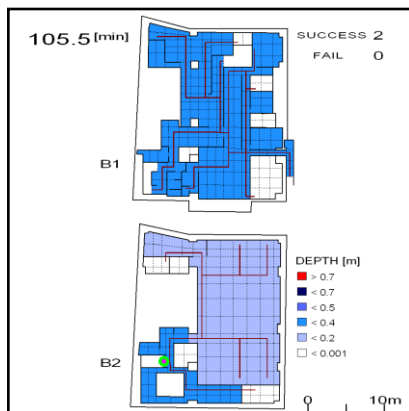 105.5 [min]
SUCCESS 2
FAIL 0
B1
B2
DEPTH [m]
> 0.7
< 0.7
< 0.5
< 0.4
< 0.2
< 0.001
0 10m